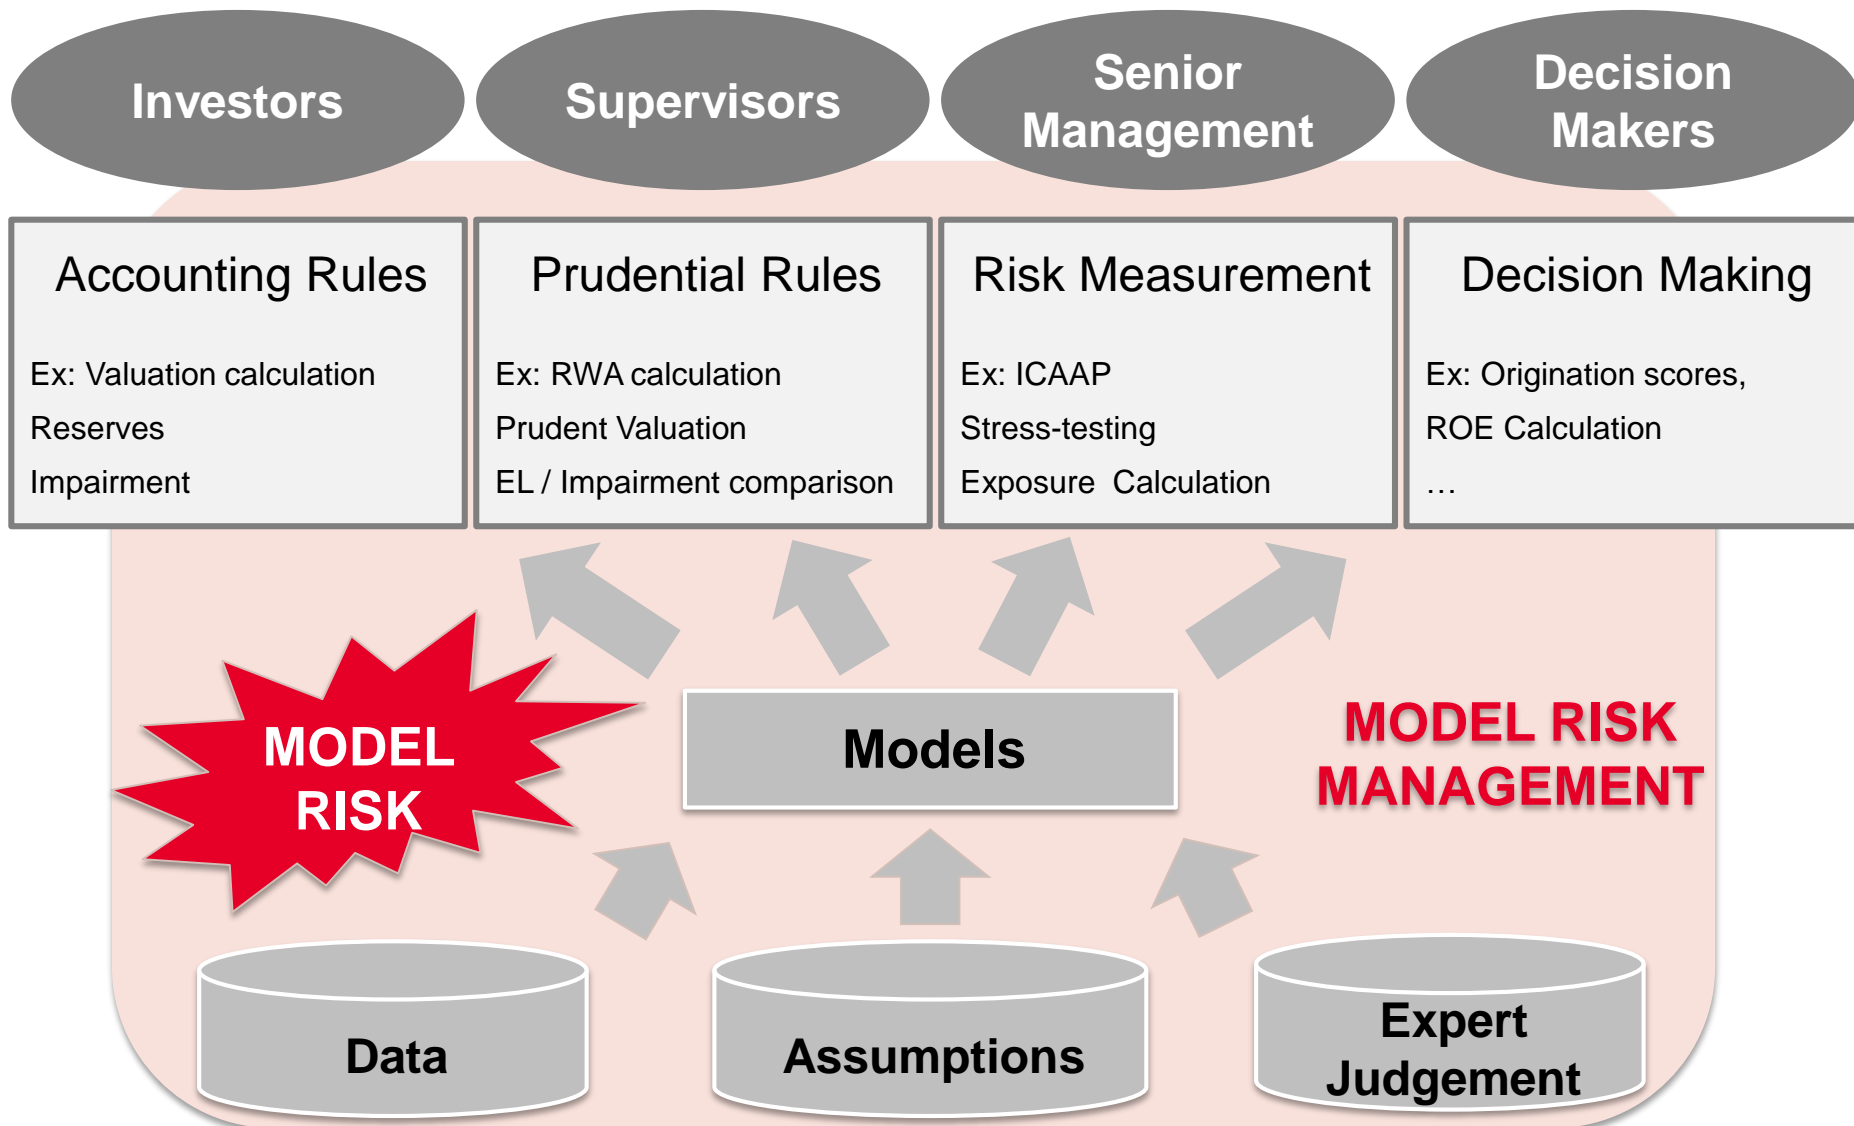 Investors
Supervisors
Senior
Management
Decision
Makers
Accounting Rules
Ex: Valuation calculation
Reserves
Impairment
Prudential Rules
Ex: RWA calculation
Prudent Valuation
EL / Impairment comparison
Risk Measurement
Ex: ICAAP
Stress-testing
Exposure  Calculation
Decision Making
Ex: Origination scores,
ROE Calculation
…
MODEL
RISK
Models
MODEL RISK
MANAGEMENT
Data
Assumptions
Expert
Judgement